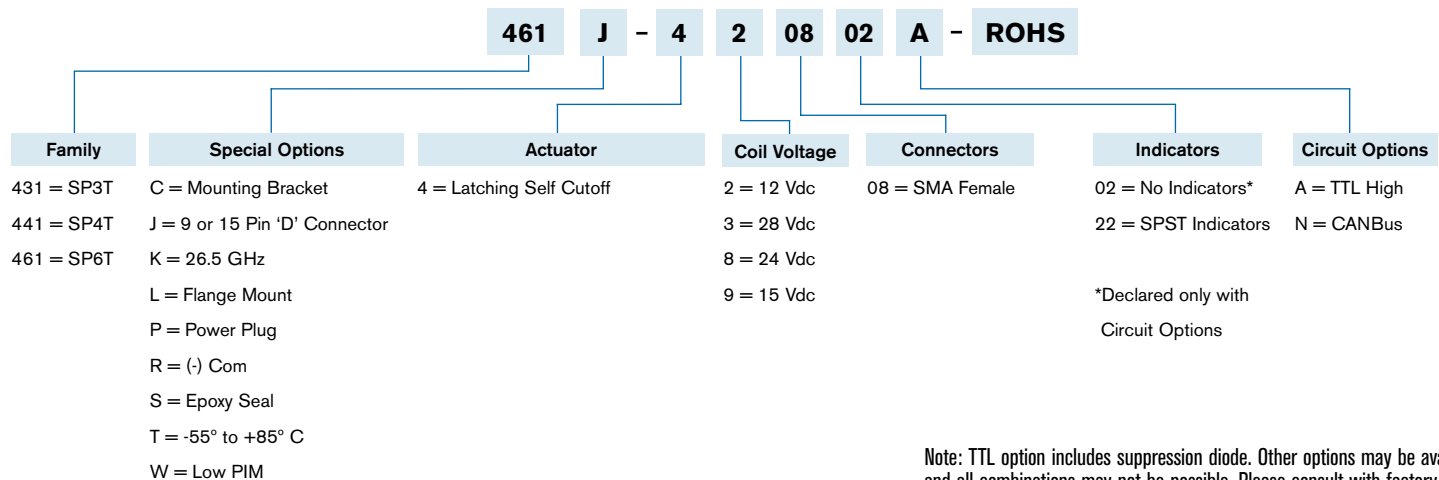 461 J – 4 2 08 02 A – ROHS
Family
431 = SP3T
441 = SP4T
461 = SP6T
Special Options
C = Mounting Bracket
J = 9 or 15 Pin ‘D’ Connector
K = 26.5 GHz
L = Flange Mount
P = Power Plug
R = (-) Com
S = Epoxy Seal
T = -55º to +85º C
W = Low PIM
Actuator
4 = Latching Self Cutoff
Coil Voltage
2 = 12 Vdc
3 = 28 Vdc
8 = 24 Vdc
9 = 15 Vdc
Connectors
08 = SMA Female
Indicators
02 = No Indicators*
22 = SPST Indicators
*Declared only with
Circuit Options
Circuit Options
A = TTL High
N = CANBus
Note: TTL option includes suppression diode. Other options may be
and all combinations may not be possible. Please consult with factory